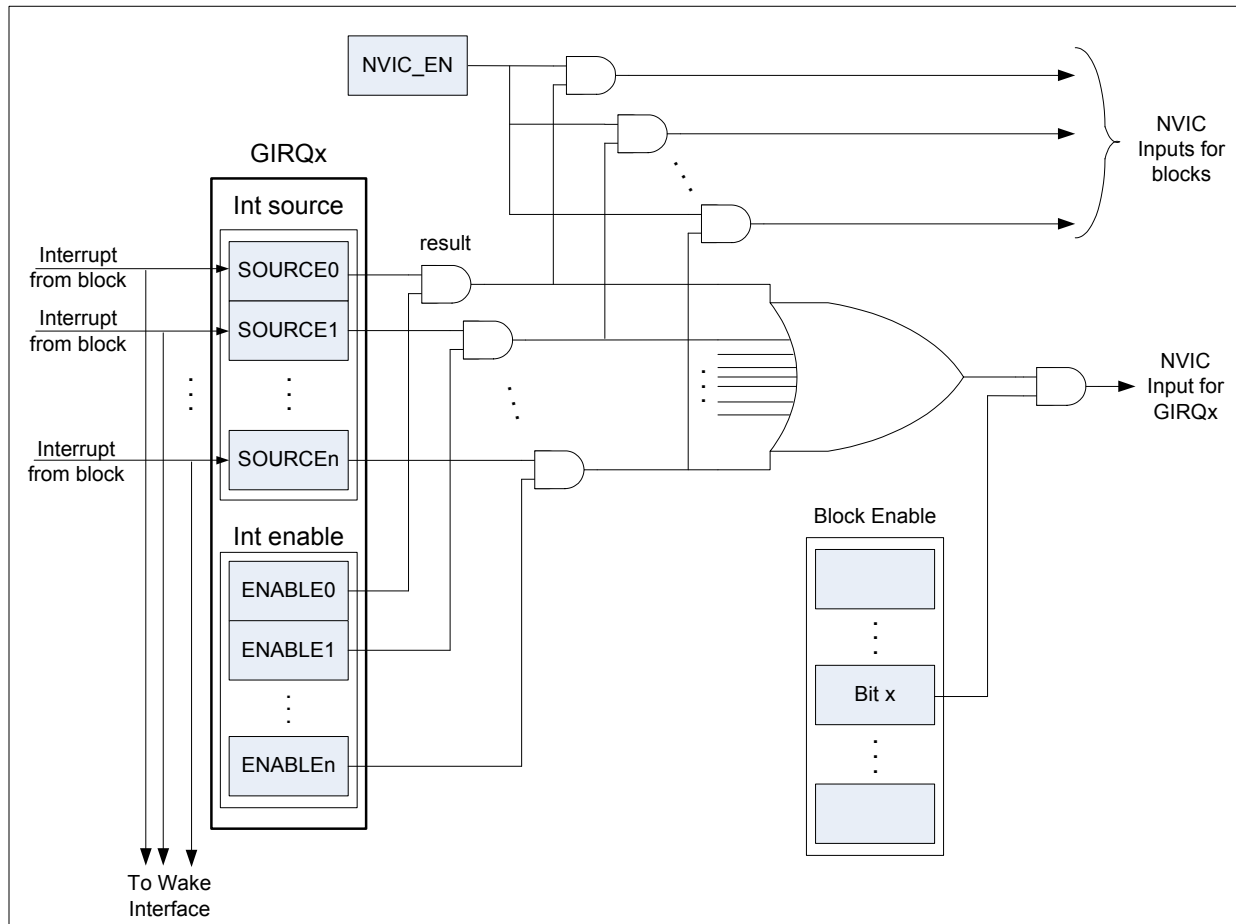 NVIC_EN
NVIC
Inputs for
blocks
GIRQx
Int source
result
Interrupt
from block
SOURCE0
Interrupt
from block
SOURCE1
Interrupt
from block
SOURCEn
NVIC
Input for
GIRQx
Int enable
ENABLE0
ENABLE1
ENABLEn
Block Enable
Bit x
To Wake
Interface